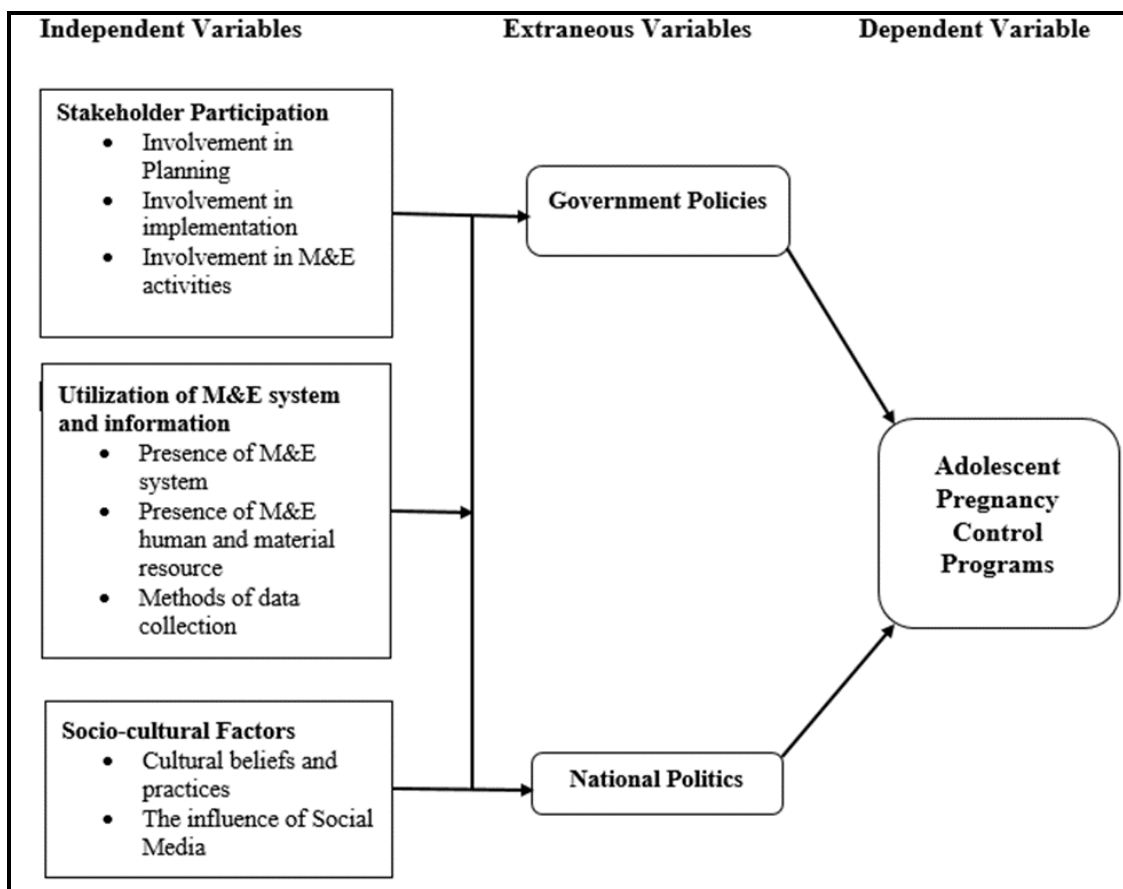 Independent Variables
Extraneous Variables
Dependent Variable
Stakeholder Participation
• Involvement in
Planning
• Involvement in
implementation
• Involvement in M&E
activities
Utilization of M&E system
and information
• Presence of M&E
system
• Presence of M&E
human and material
resource
• Methods of data
collection
Socio-cultural Factors
• Cultural beliefs and
practices
• The influence of Social
Media
Government Policies
National Politics
Adolescent
Pregnancy
Control
Programs